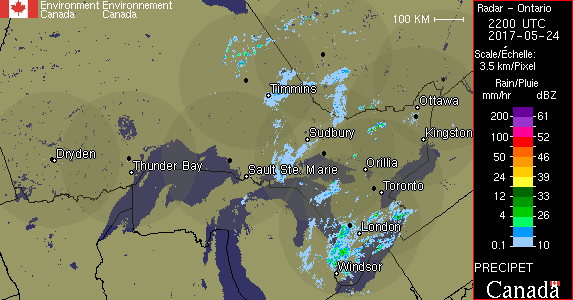 Environment Environnement
Canada Canada
100 KM
Timmins
Ottawa
Sudbury
Kingston
Dryden
Thunder Bay
Sault Ste. Marie
Orillia
Toronto
London
Windsor
Radar - Ontario
2200 UTC
2017-05-24
Scale/Échelle:
3.5 km/Pixel
Rain/Pluie
mm/hr dBZ
200 61
100 56
50 52
50 46
24 39
12 33
4 26
0.1 10
PRECIPET
Canada